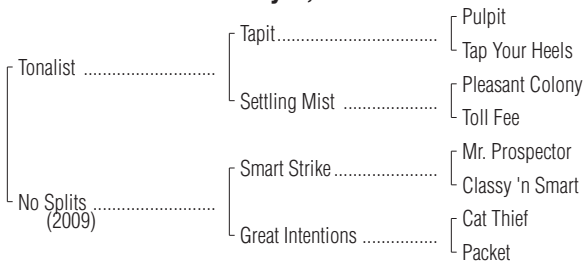 Tapit
Pulpit
Tap Your Heels
Tonalist
Settling Mist
Pleasant Colony
Toll Fee
Smart Strike
Mr. Prospector
Classy 'n Smart
No Splits
(2009)
Great Intentions
Cat Thief
Packet